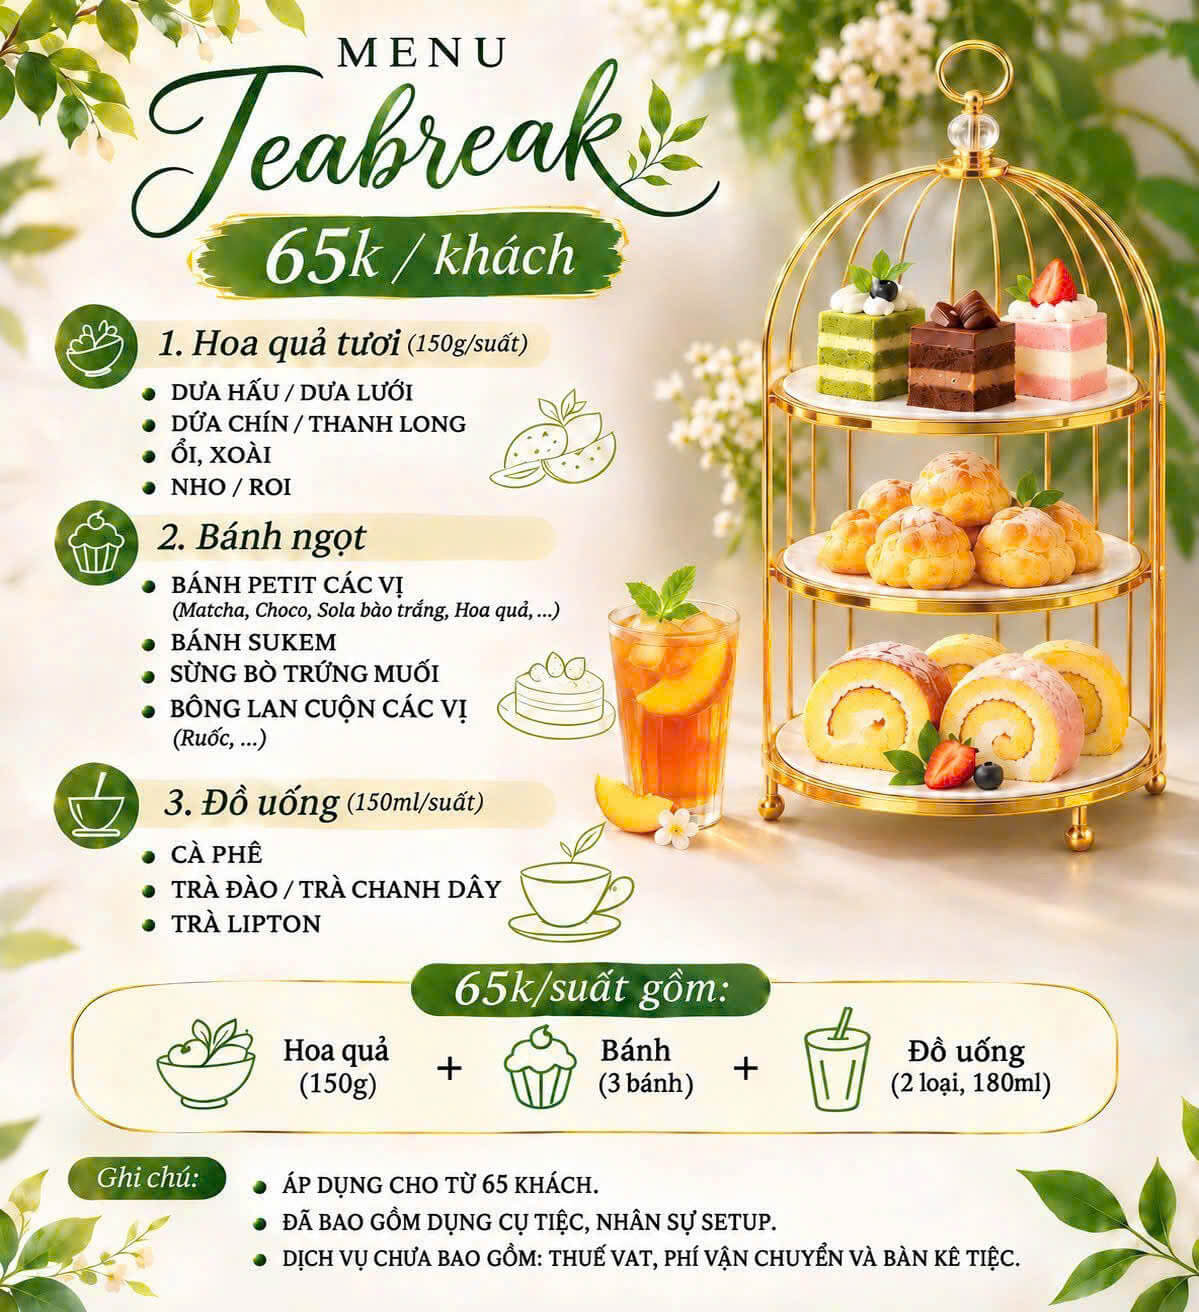 MENU
Teabreak
65k / khách
1. Hoa quả tươi (150g/suất)
DƯA HẤU / DƯA LƯỚI
DỨA CHÍN / THANH LONG
ỔI, XOÀI
NHO / ROI
2. Bánh ngọt
BÁNH PETIT CÁC VỊ
(Matcha, Choco, Sola bào trắng, Hoa quả, ...)
BÁNH SUKEM
SỪNG BÒ TRỨNG MUỐI
BÔNG LAN CUỘN CÁC VỊ
(Ruốc, ...)
3. Đồ uống (150ml/suất)
CÀ PHÊ
TRÀ ĐÀO / TRÀ CHANH DÂY
TRÀ LIPTON
65k/suất gồm:
Hoa quả
(150g)
+
Bánh
(3 bánh)
+
Đồ uống
(2 loại, 180ml)
Ghi chú:
ÁP DỤNG CHO TỪ 65 KHÁCH.
ĐÃ BAO GỒM DỤNG CỤ TIỆC, NHÂN SỰ SETUP.
DỊCH VỤ CHƯA BAO GỒM: THUẾ VAT, PHÍ VẬN CHUYỂN VÀ BÀN KÊ TIỆC.